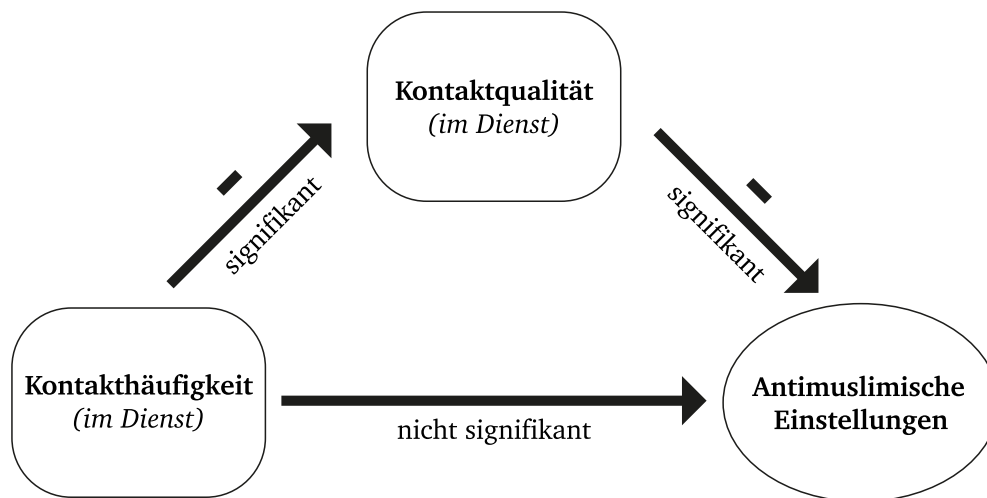 Kontaktqualität
(im Dienst)
-
signifikant
-
signifikant
Kontakthäufigkeit
(im Dienst)
nicht signifikant
Antimuslimische
Einstellungen